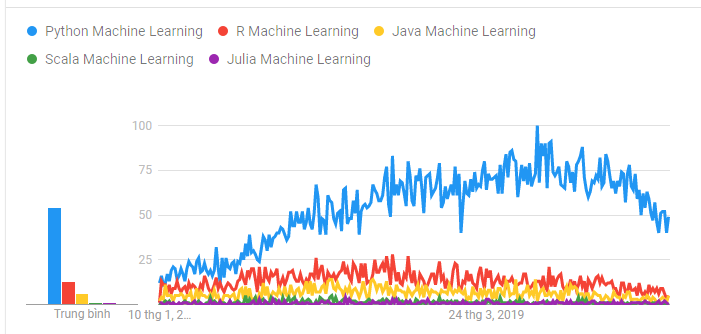 Python Machine Learning R Machine Learning Java Machine Learning
Scala Machine Learning Julia Machine Learning
100
75
50
25
Trung bình 10 thg 1, 2... 24 thg 3, 2019